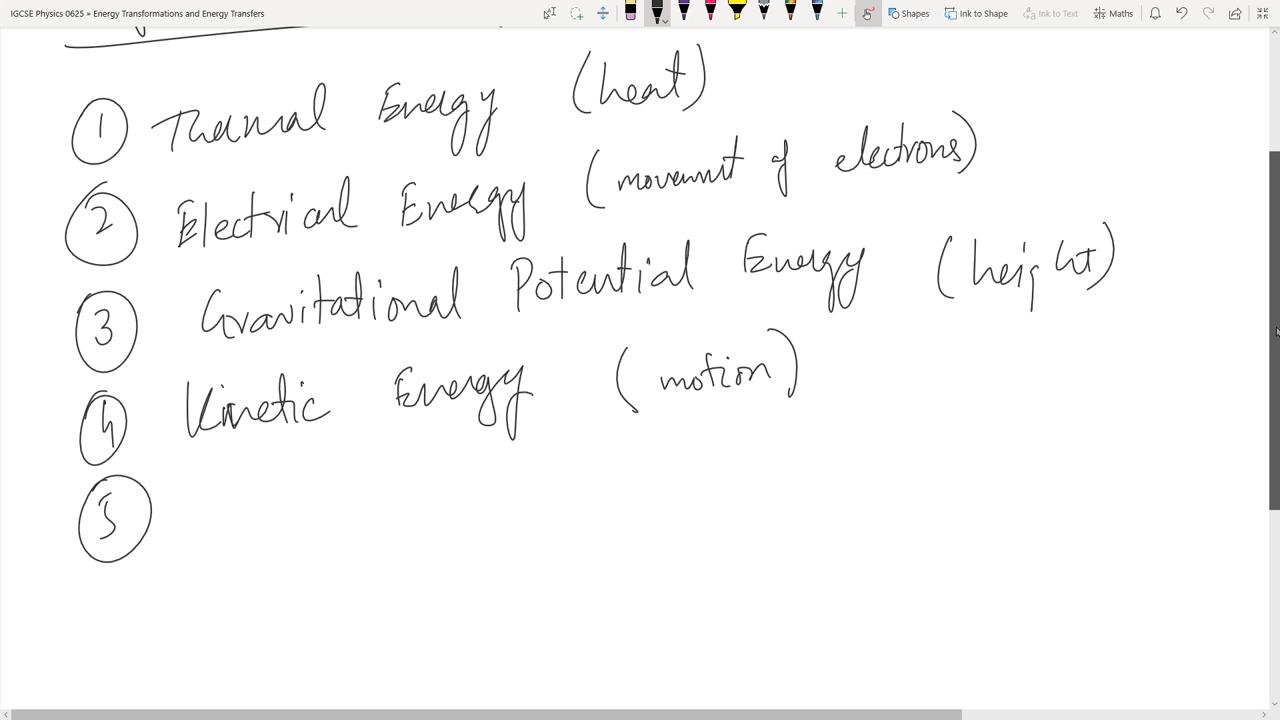 IGCSE Physics 0625 » Energy Transformations and Energy Transfers
Shapes Ink to Shape Ink to Text Maths
1 Thermal Energy (heat)
2 Electrical Energy (movement of electrons)
3 Gravitational Potential Energy (height)
4 Kinetic Energy (motion)
5